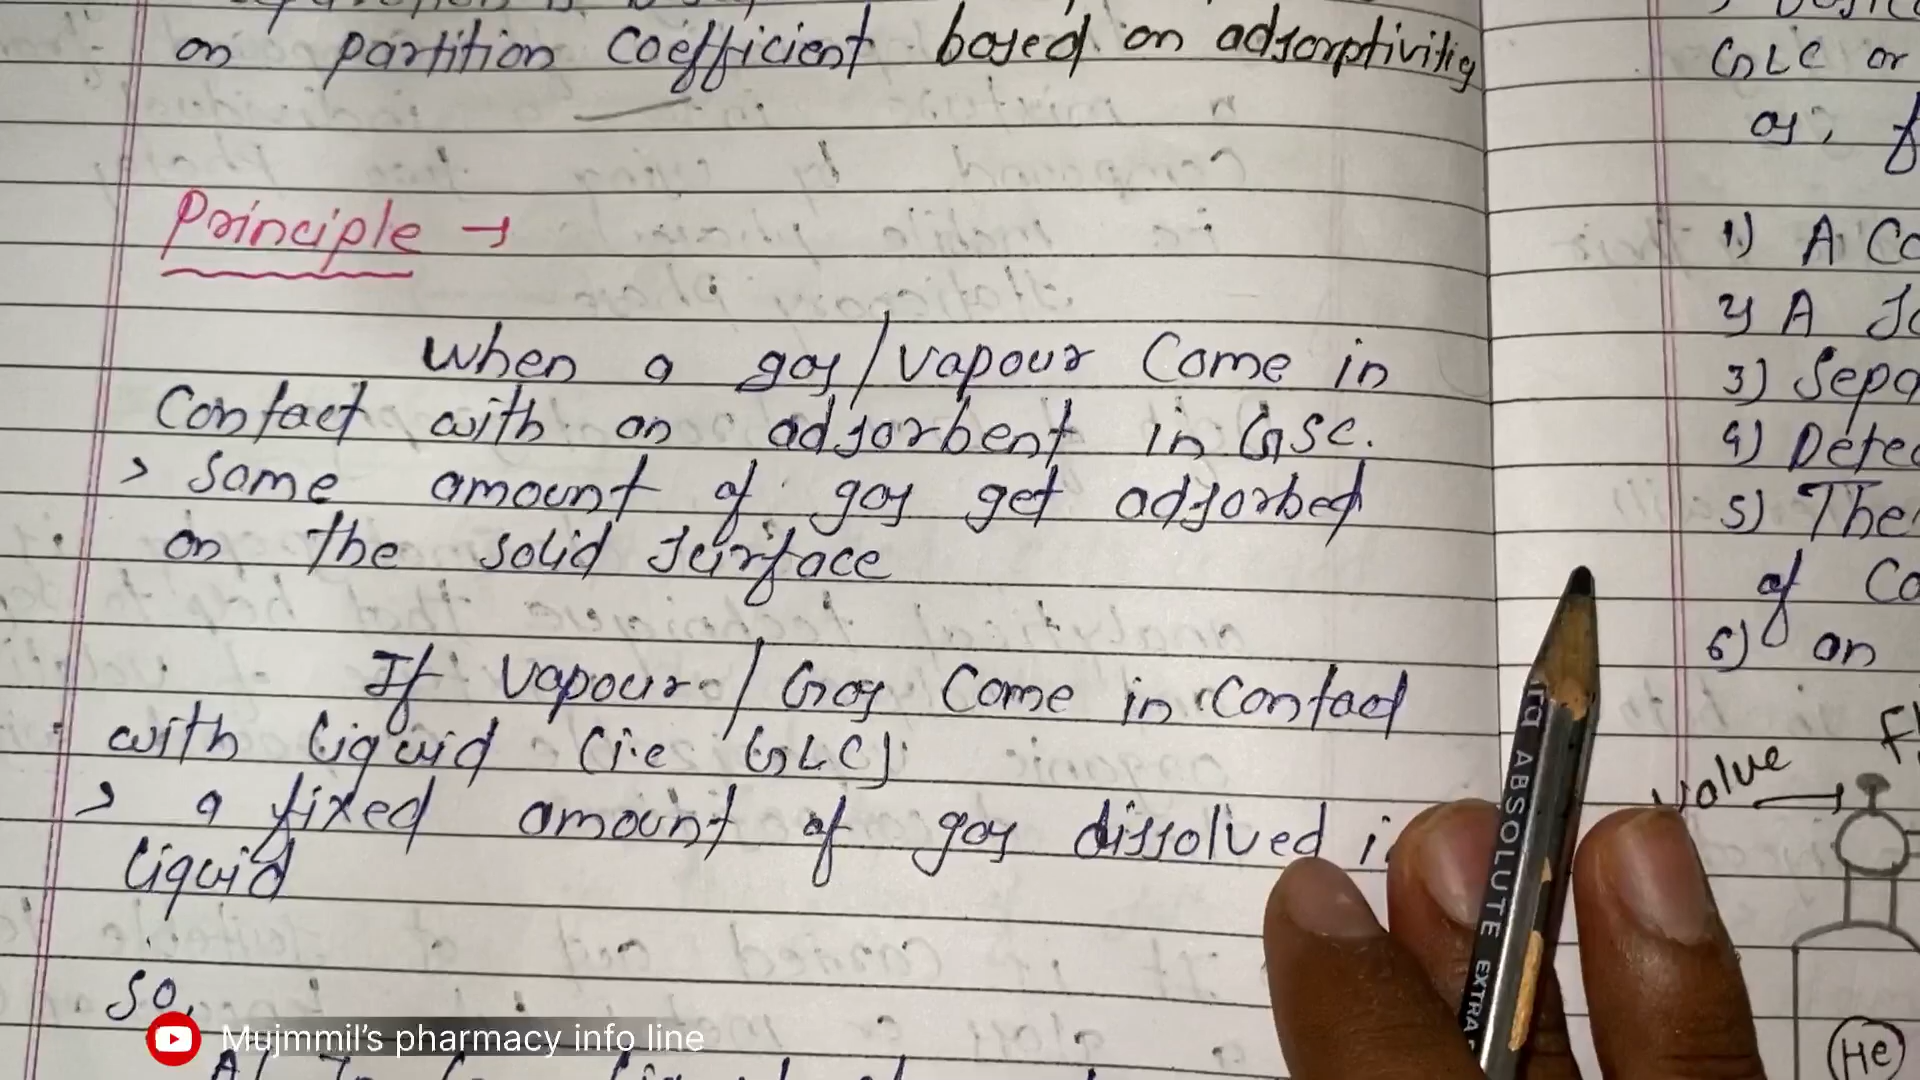 on partition Coefficient based on adsorptivity
Principle →
When a gas/vapour Come in
Contact with an adsorbent in GSC.
> Some amount of gas get adsorbed
on the solid surface
If Vapour/Gas Come in Contact
with liquid (i.e GLC)
> a fixed amount of gas dissolved i
liquid
So,
GLC or
as,
1) A Co
2) A
3) Sepa
4) Detec
5) The
of Co
6) on
Valve
He
ABSOLUTE EXTRA
Mujmmil's pharmacy info line